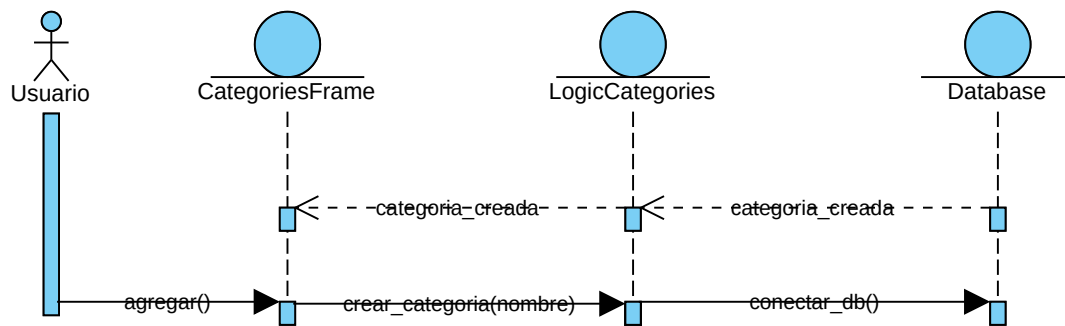 Usuario
CategoriesFrame
LogicCategories
Database
categoria_creada
categoria_creada
agregar()
crear_categoria(nombre)
conectar_db()